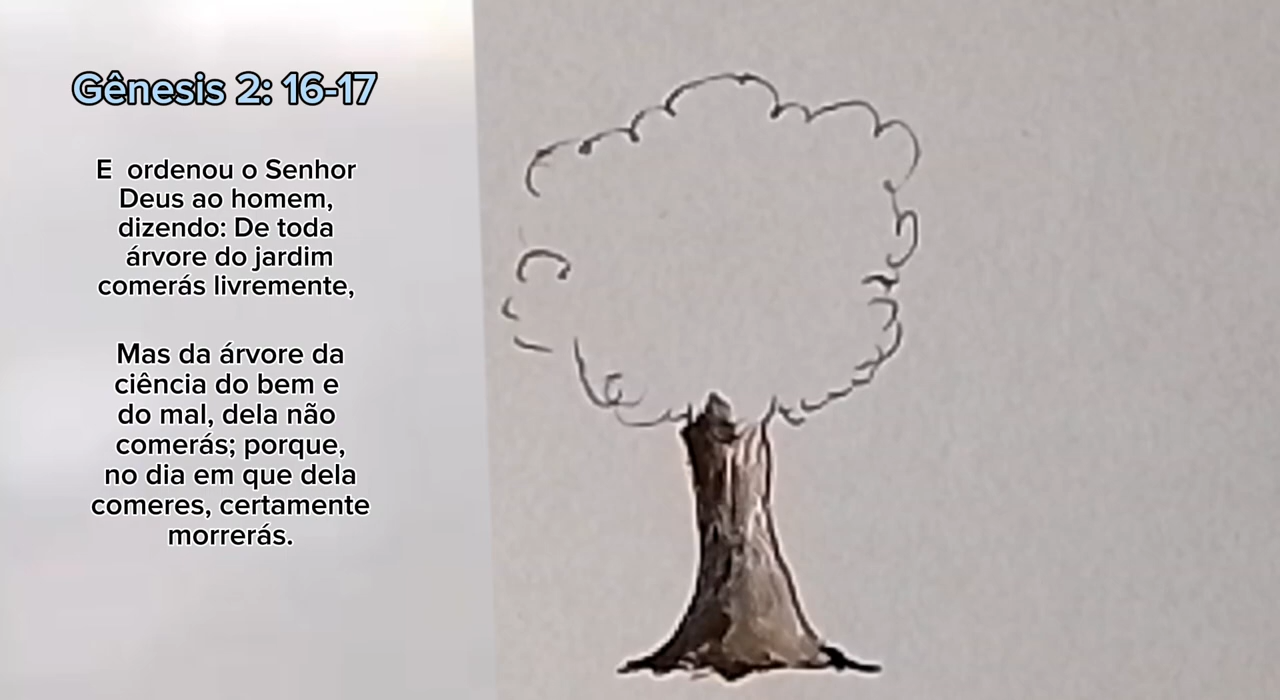 Gênesis 2: 16-17
E  ordenou o Senhor
Deus ao homem,
dizendo: De toda
árvore do jardim
comerás livremente,
Mas da árvore da
ciência do bem e
do mal, dela não
comerás; porque,
no dia em que dela
comeres, certamente
morrerás.